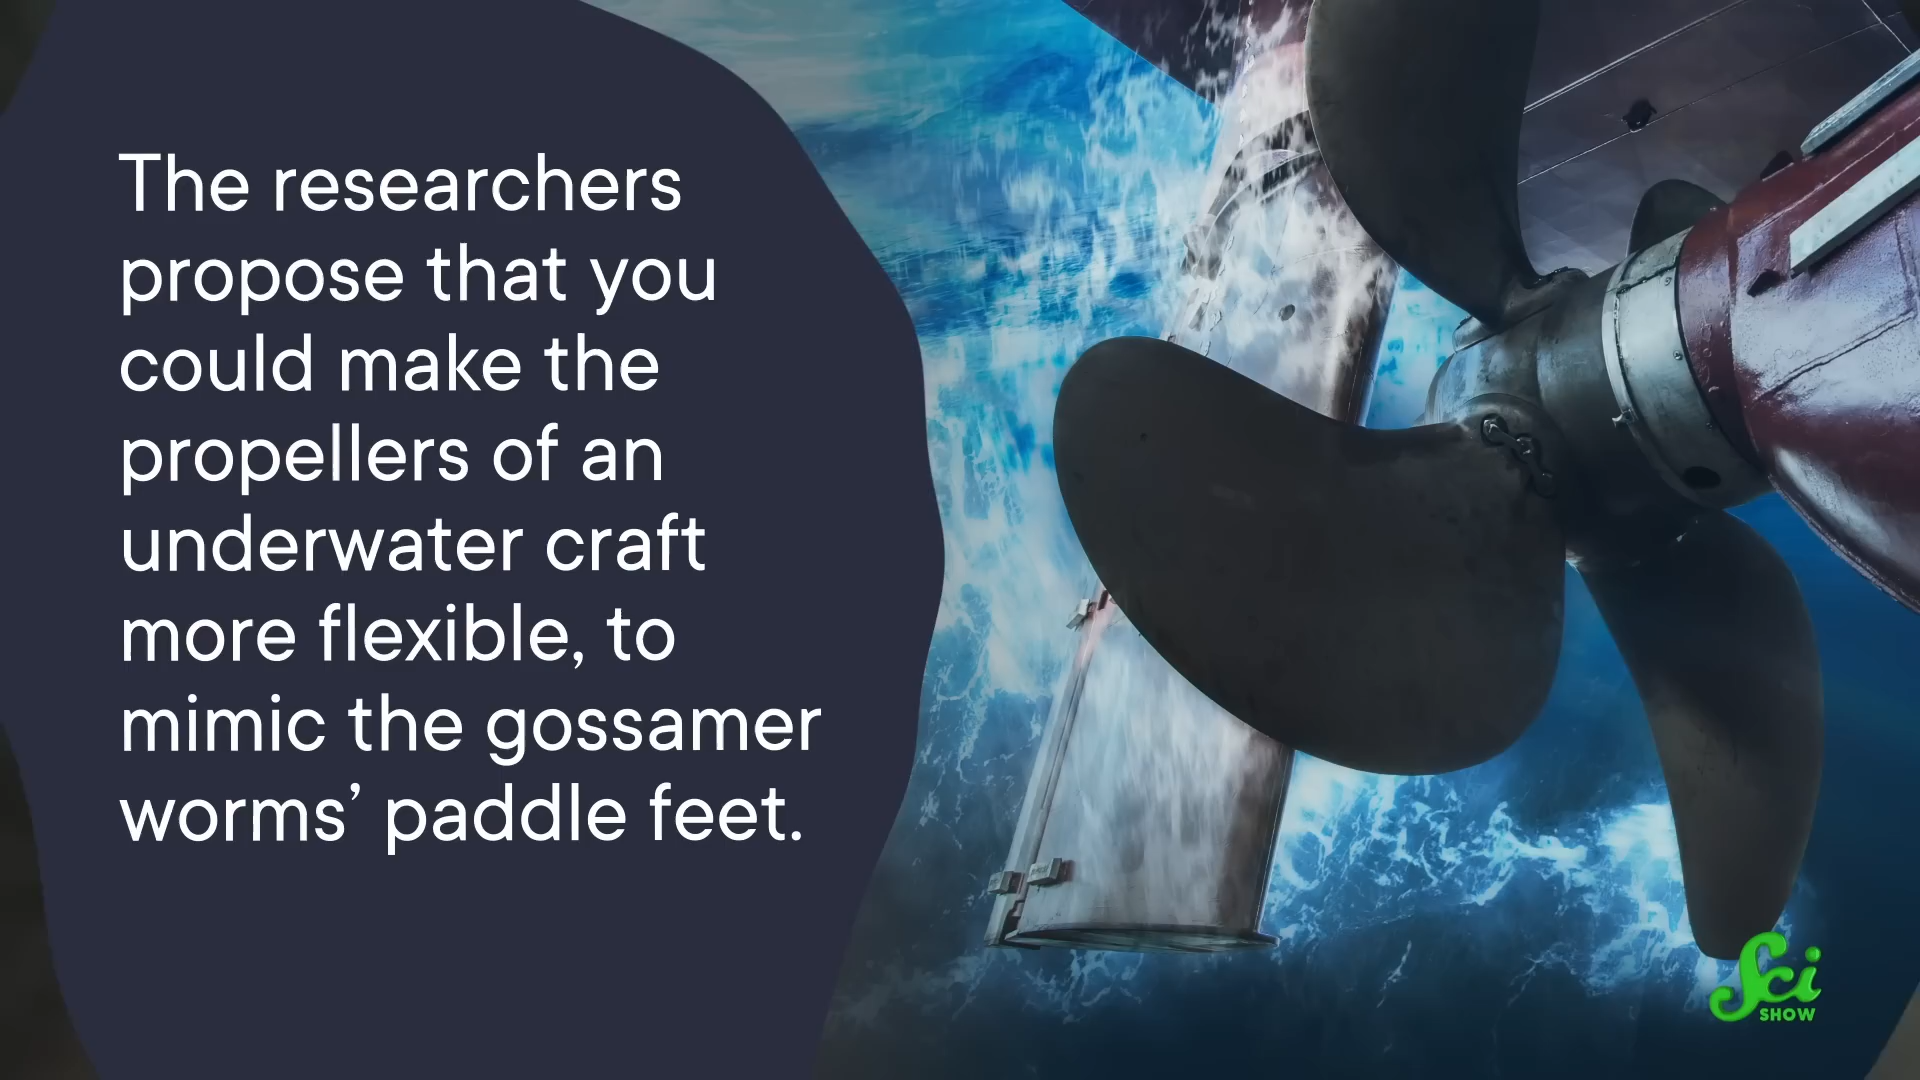 The researchers
propose that you
could make the
propellers of an
underwater craft
more flexible, to
mimic the gossamer
worms’ paddle feet.
Sci
SHOW